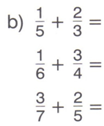 b) 1/5 + 2/3 =
1/6 + 3/4 =
3/7 + 2/5 =